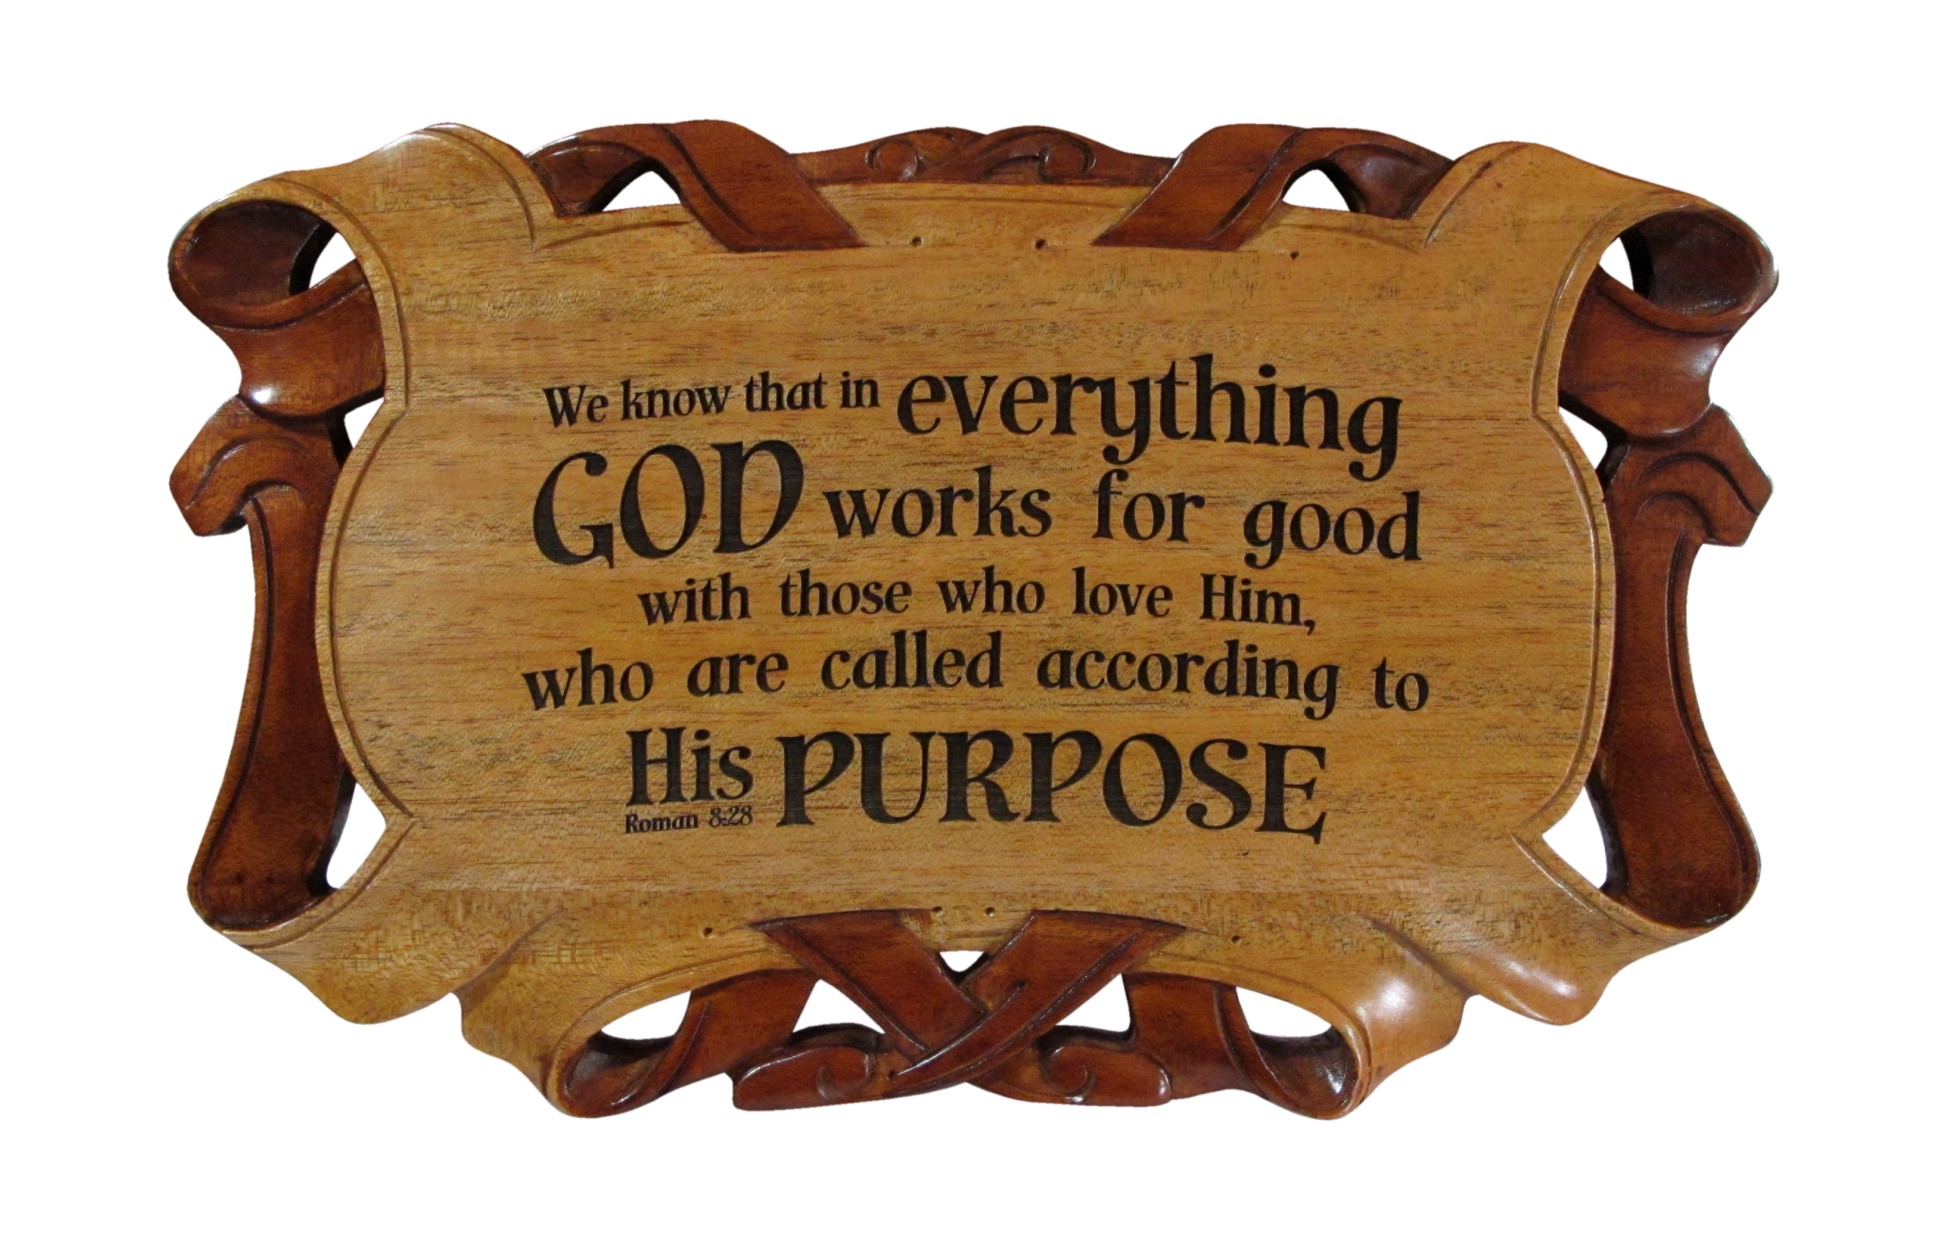 We know that in everything
GOD works for good
with those who love Him,
who are called according to
His PURPOSE
Roman 8:28